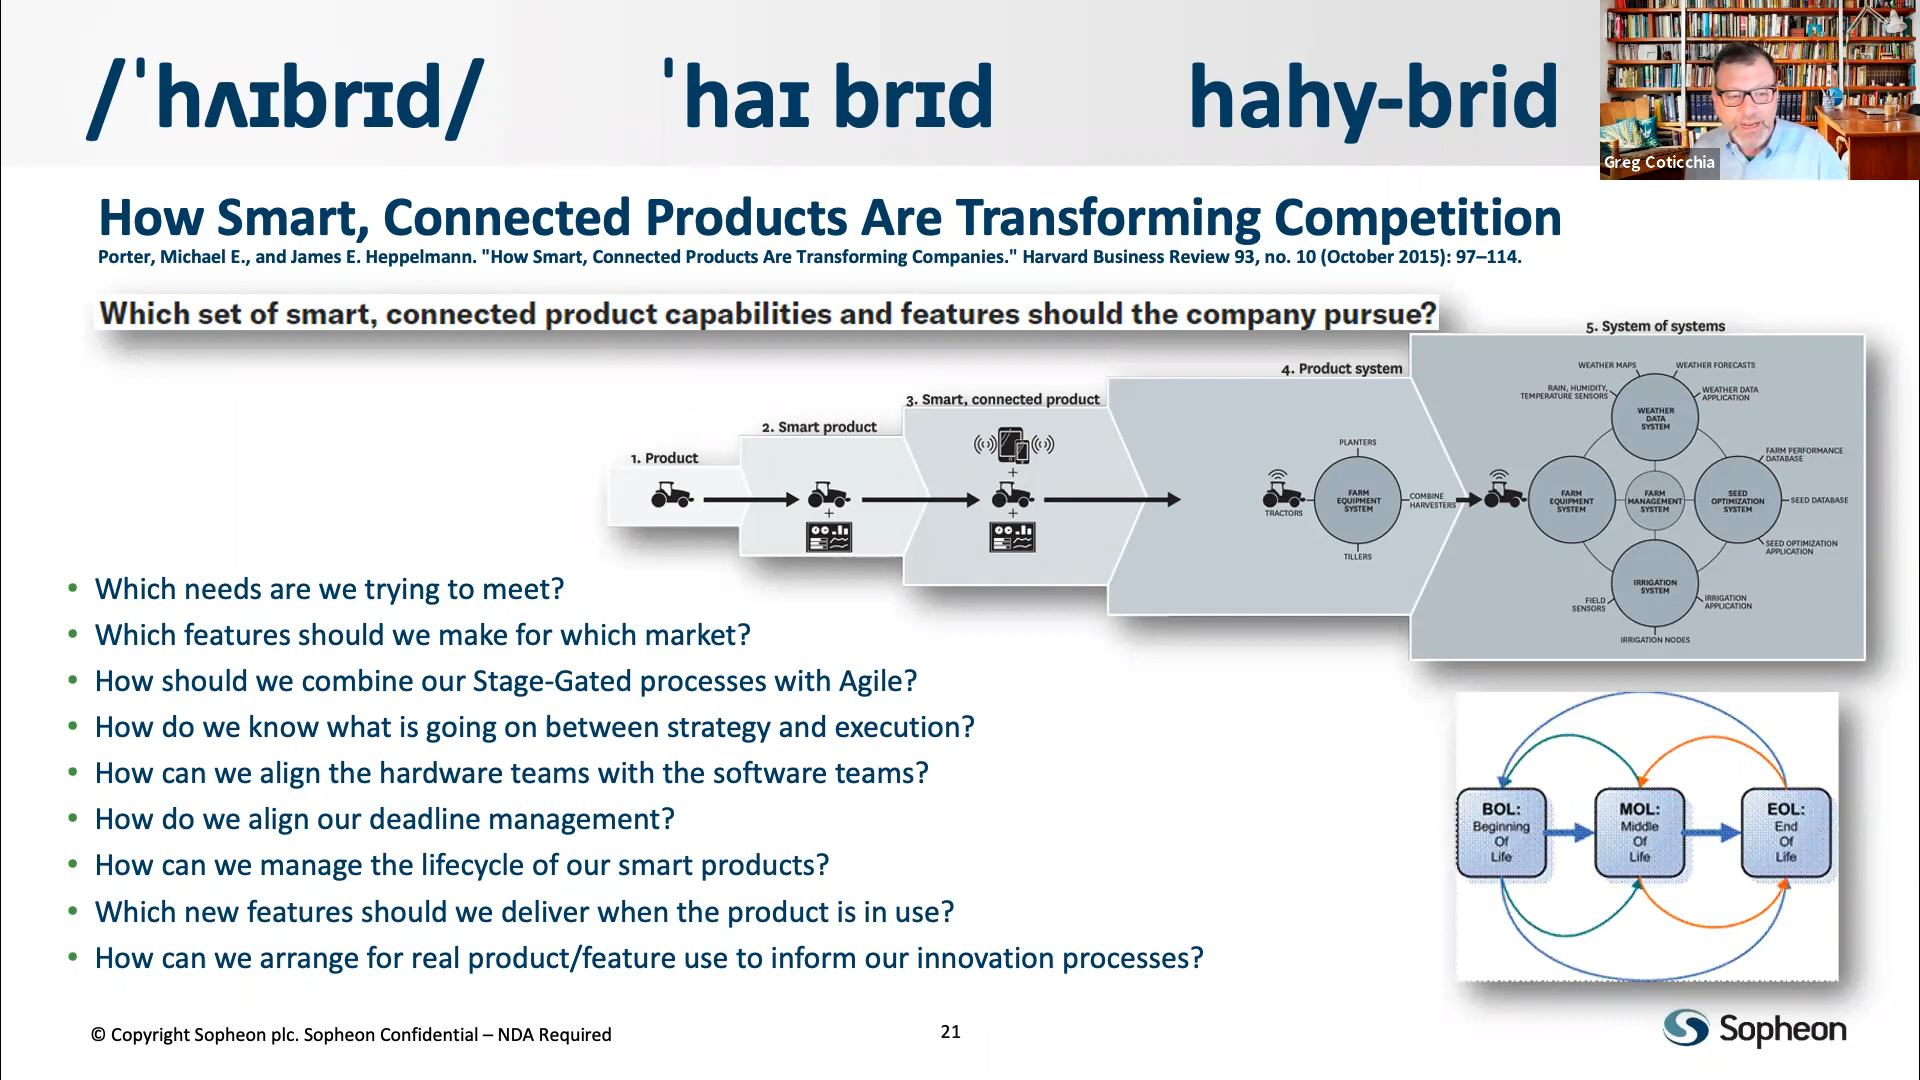 /ˈhʌɪbrɪd/
ˈhaɪ brɪd
hahy-brid
Greg Coticchia
How Smart, Connected Products Are Transforming Competition
Porter, Michael E., and James E. Heppelmann. "How Smart, Connected Products Are Transforming Companies." Harvard Business Review 93, no. 10 (October 2015): 97–114.
Which set of smart, connected product capabilities and features should the company pursue?
1. Product
2. Smart product
+
3. Smart, connected product
+
+
4. Product system
PLANTERS
TRACTORS
FARM
EQUIPMENT
SYSTEM
COMBINE
HARVESTERS
TILLERS
5. System of systems
WEATHER MAPS
WEATHER FORECASTS
RAIN, HUMIDITY,
TEMPERATURE SENSORS
WEATHER DATA
APPLICATION
WEATHER
DATA
SYSTEM
FARM PERFORMANCE
DATABASE
FARM
EQUIPMENT
SYSTEM
FARM
MANAGEMENT
SYSTEM
SEED
OPTIMIZATION
SYSTEM
SEED DATABASE
SEED OPTIMIZATION
APPLICATION
IRRIGATION
SYSTEM
FIELD
SENSORS
IRRIGATION
APPLICATION
IRRIGATION NODES
• Which needs are we trying to meet?
• Which features should we make for which market?
• How should we combine our Stage-Gated processes with Agile?
• How do we know what is going on between strategy and execution?
• How can we align the hardware teams with the software teams?
• How do we align our deadline management?
• How can we manage the lifecycle of our smart products?
• Which new features should we deliver when the product is in use?
• How can we arrange for real product/feature use to inform our innovation processes?
BOL:
Beginning
Of
Life
MOL:
Middle
Of
Life
EOL:
End
Of
Life
© Copyright Sopheon plc. Sopheon Confidential – NDA Required
21
Sopheon